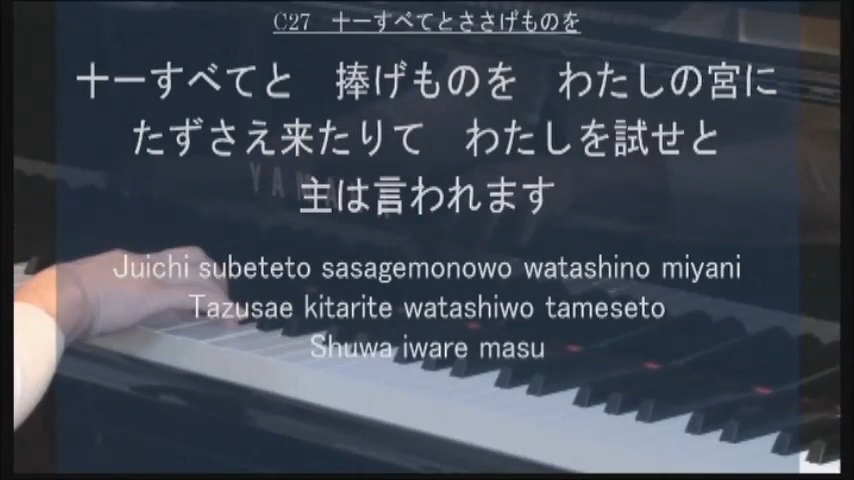 C27 十一すべてとささげものを
十一すべてと 捧げものを わたしの宮に
たずさえ来たりて わたしを試せと
YAMAHA
主は言われます
Juichi subeteto sasagemonowo watashino miyani
Tazusae kitarite watashiwo tameseto
Shuwa iware masu